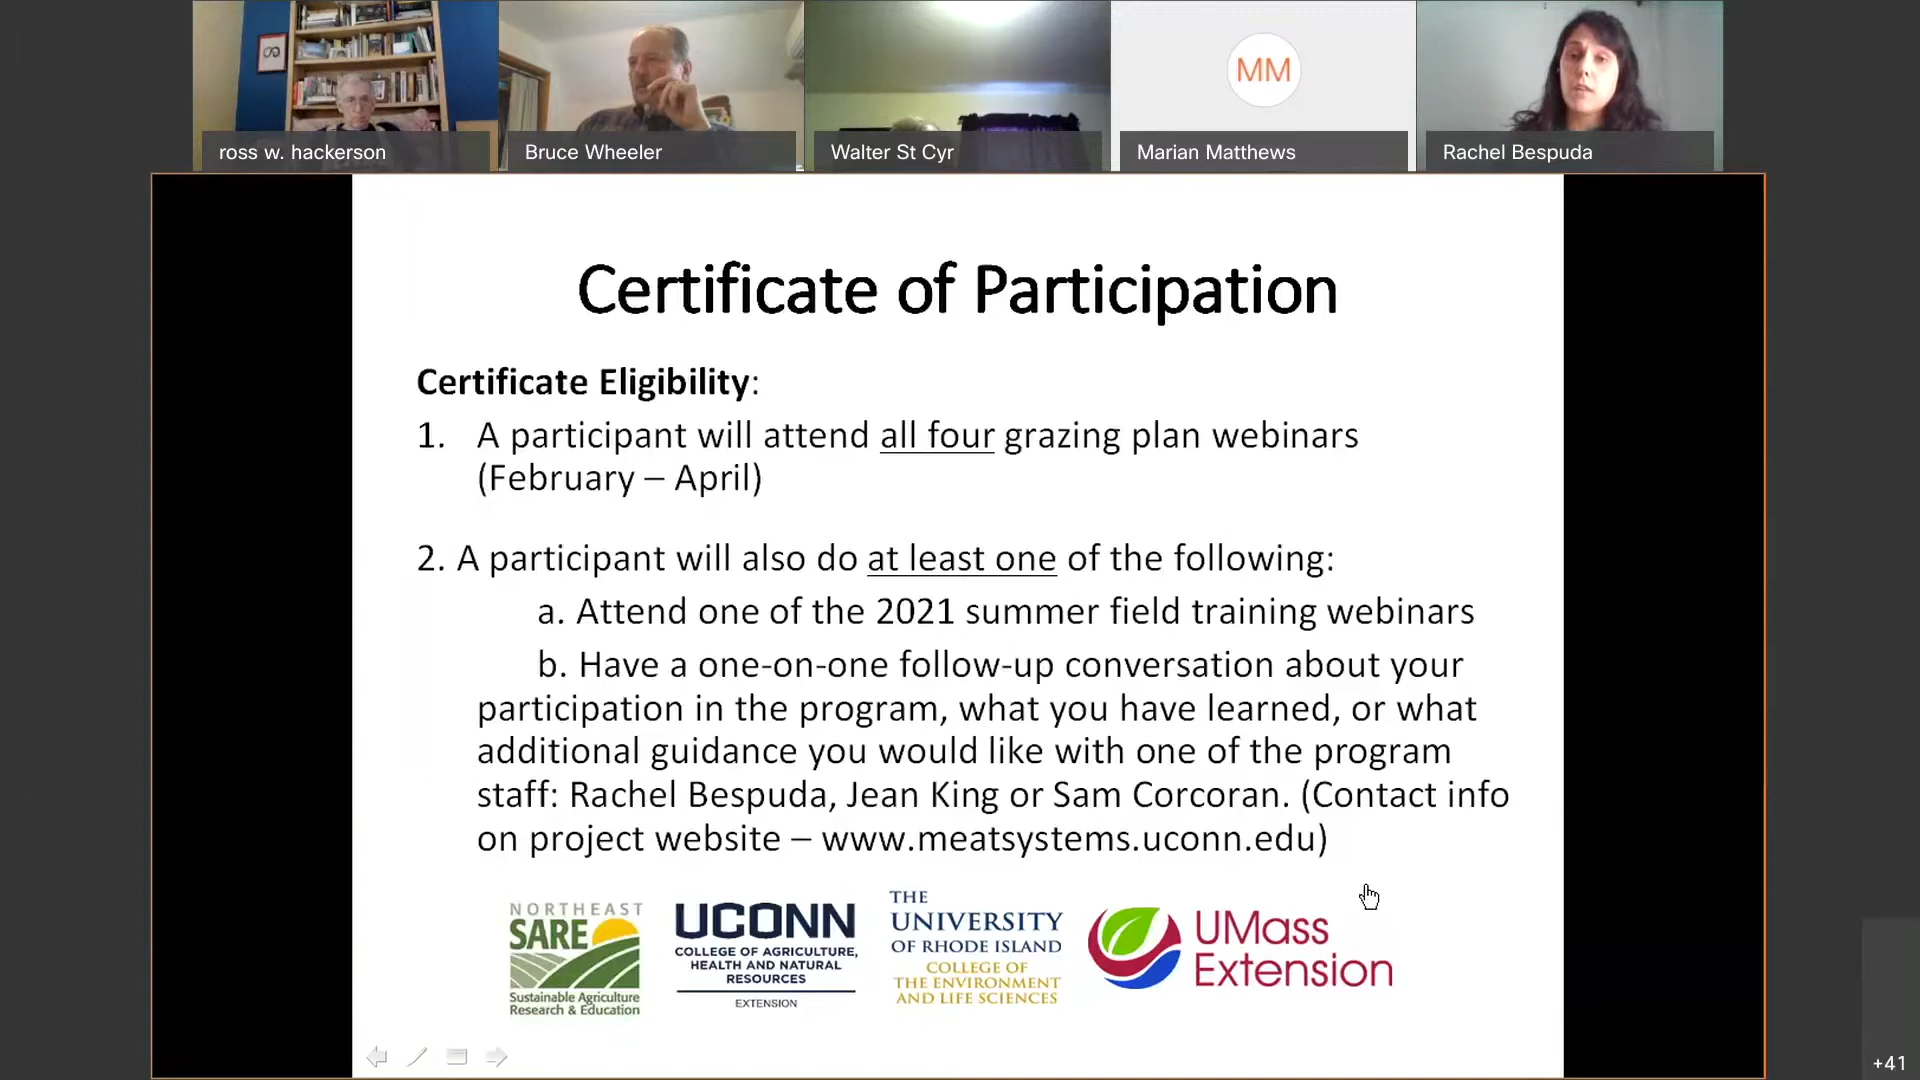 ross w. hackerson
Bruce Wheeler
Walter St Cyr
MM
Marian Matthews
Rachel Bespuda
Certificate of Participation
Certificate Eligibility:
1. A participant will attend all four grazing plan webinars
(February – April)
2. A participant will also do at least one of the following:
a. Attend one of the 2021 summer field training webinars
b. Have a one-on-one follow-up conversation about your
participation in the program, what you have learned, or what
additional guidance you would like with one of the program
staff: Rachel Bespuda, Jean King or Sam Corcoran. (Contact info
on project website – www.meatsystems.uconn.edu)
NORTHEAST
SARE
Sustainable Agriculture
Research & Education
UCONN
COLLEGE OF AGRICULTURE,
HEALTH AND NATURAL
RESOURCES
EXTENSION
THE
UNIVERSITY
OF RHODE ISLAND
COLLEGE OF
THE ENVIRONMENT
AND LIFE SCIENCES
UMass
Extension
+41